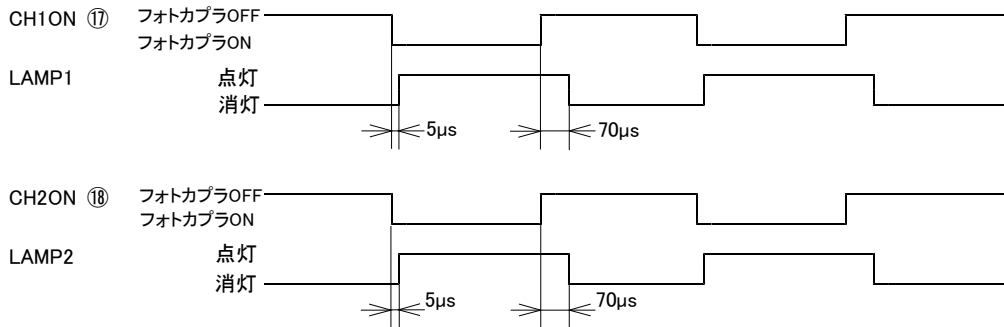 CH1ON ⑰ フォトカプラOFF
フォトカプラON
LAMP1 点灯
消灯
5μs 70μs
CH2ON ⑱ フォトカプラOFF
フォトカプラON
LAMP2 点灯
消灯
5μs 70μs